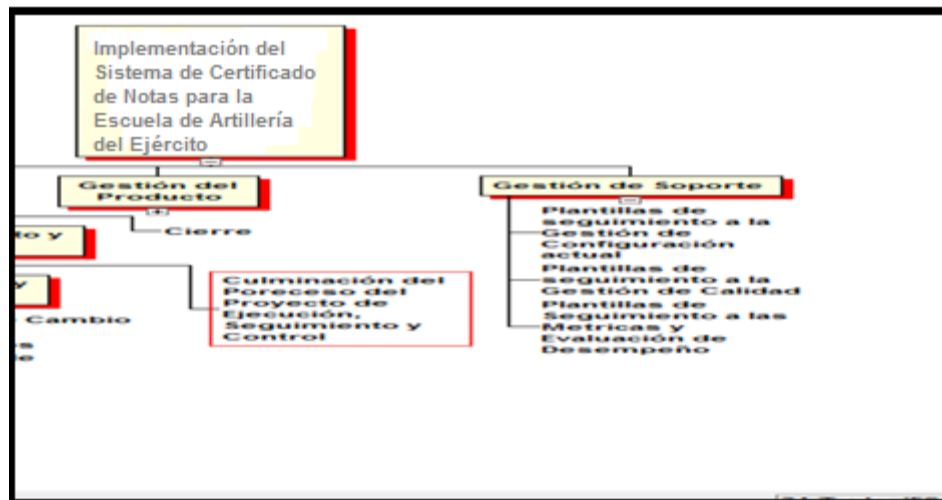 Implementación del
Sistema de Certificado
de Notas para la
Escuela de Artillería
del Ejército
Gestión del
Producto
Gestión de Soporte
Cierre
Plantillas de
seguimiento a la
Gestión de
Configuración
actual
Plantillas de
seguimiento a la
Gestión de Calidad
Plantillas de
Seguimiento a las
Metricas y
Evaluación de
Desempeño
to y
y
Culminación del
Poreceso del
Proyecto de
Ejecución,
Seguimiento y
Control
Cambio